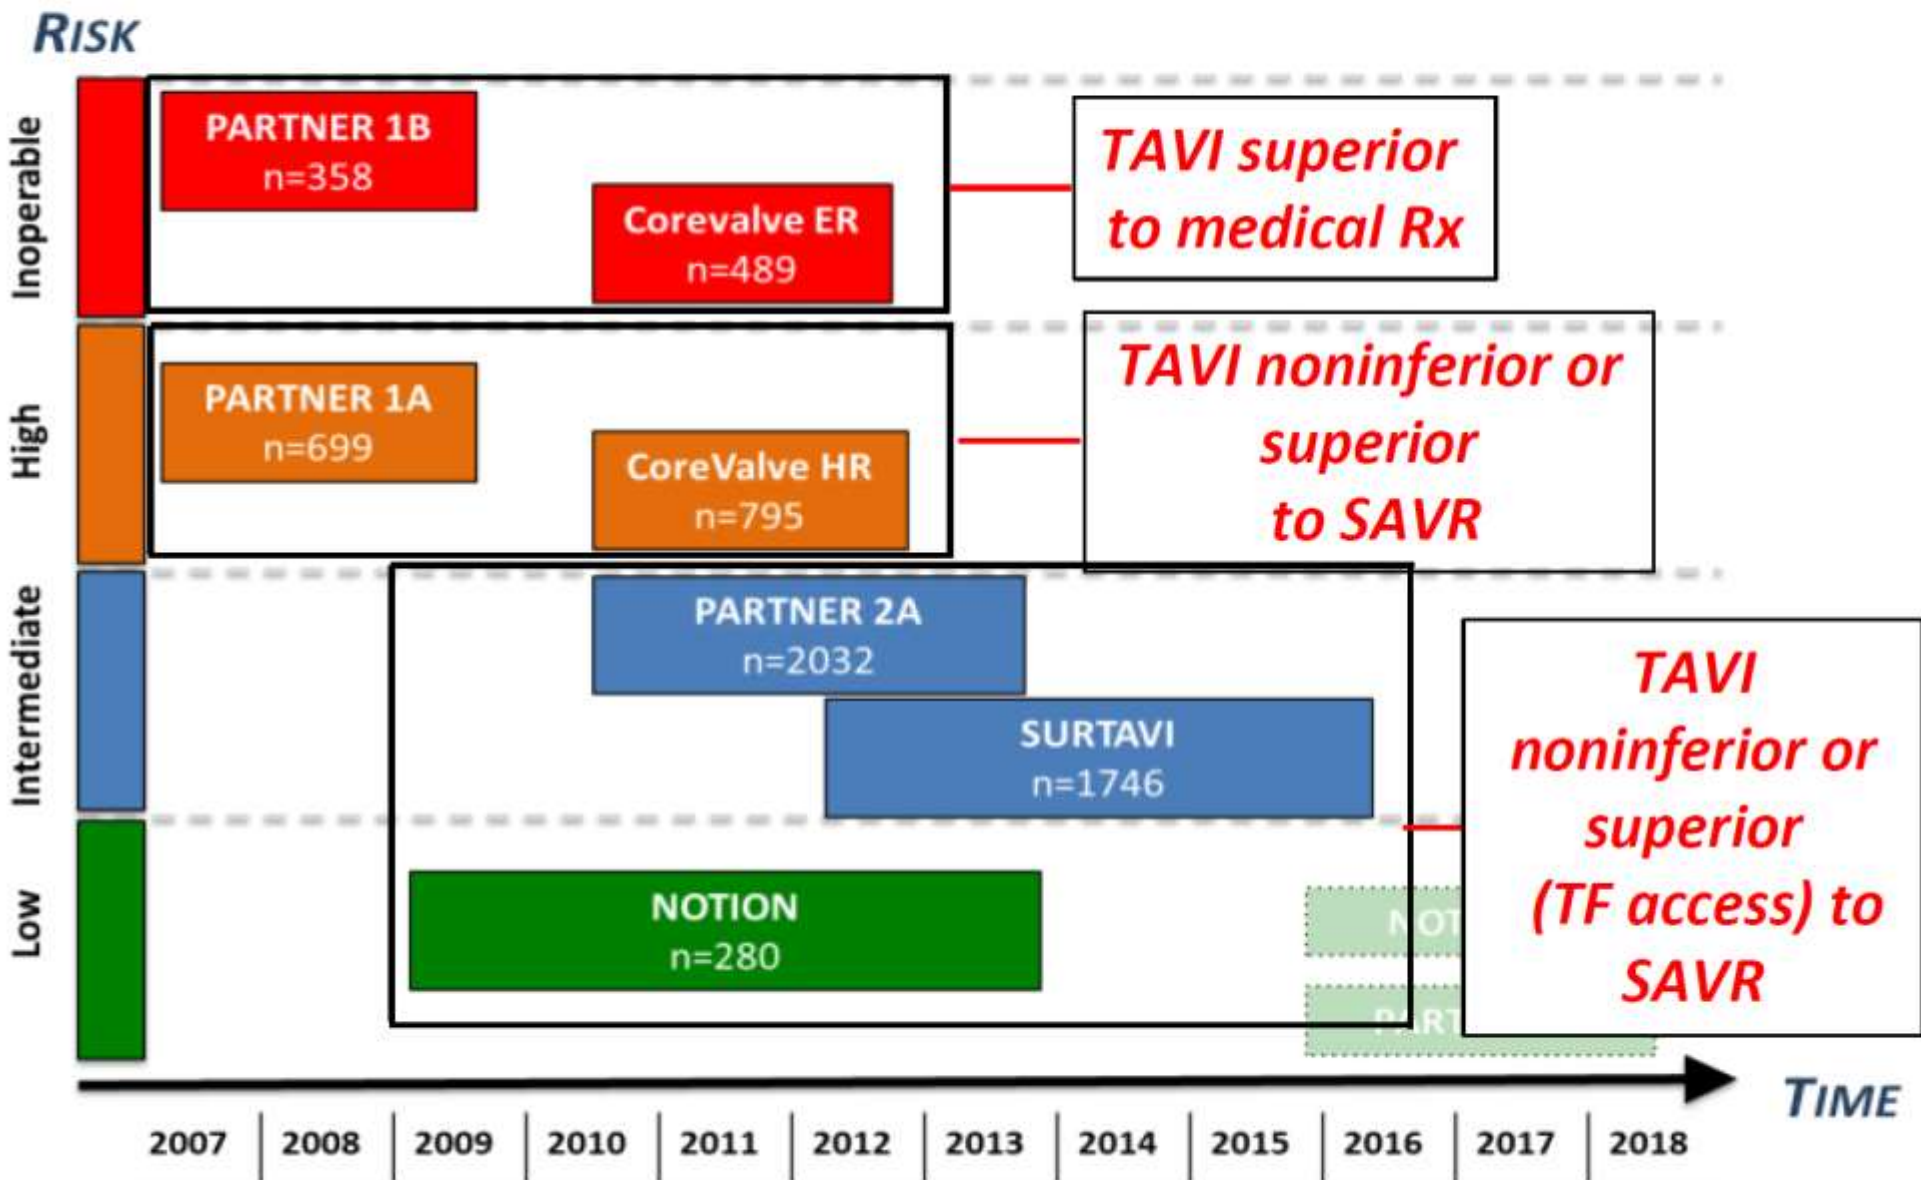 RISK
Inoperable
PARTNER 1B
n=358
Corevalve ER
n=489
TAVI superior
to medical Rx
High
PARTNER 1A
n=699
CoreValve HR
n=795
TAVI noninferior or
superior
to SAVR
Intermediate
PARTNER 2A
n=2032
SURTAVI
n=1746
TAVI
noninferior or
superior
(TF access) to
SAVR
Low
NOTION
n=280
NOT
PART
TIME
2007 2008 2009 2010 2011 2012 2013 2014 2015 2016 2017 2018